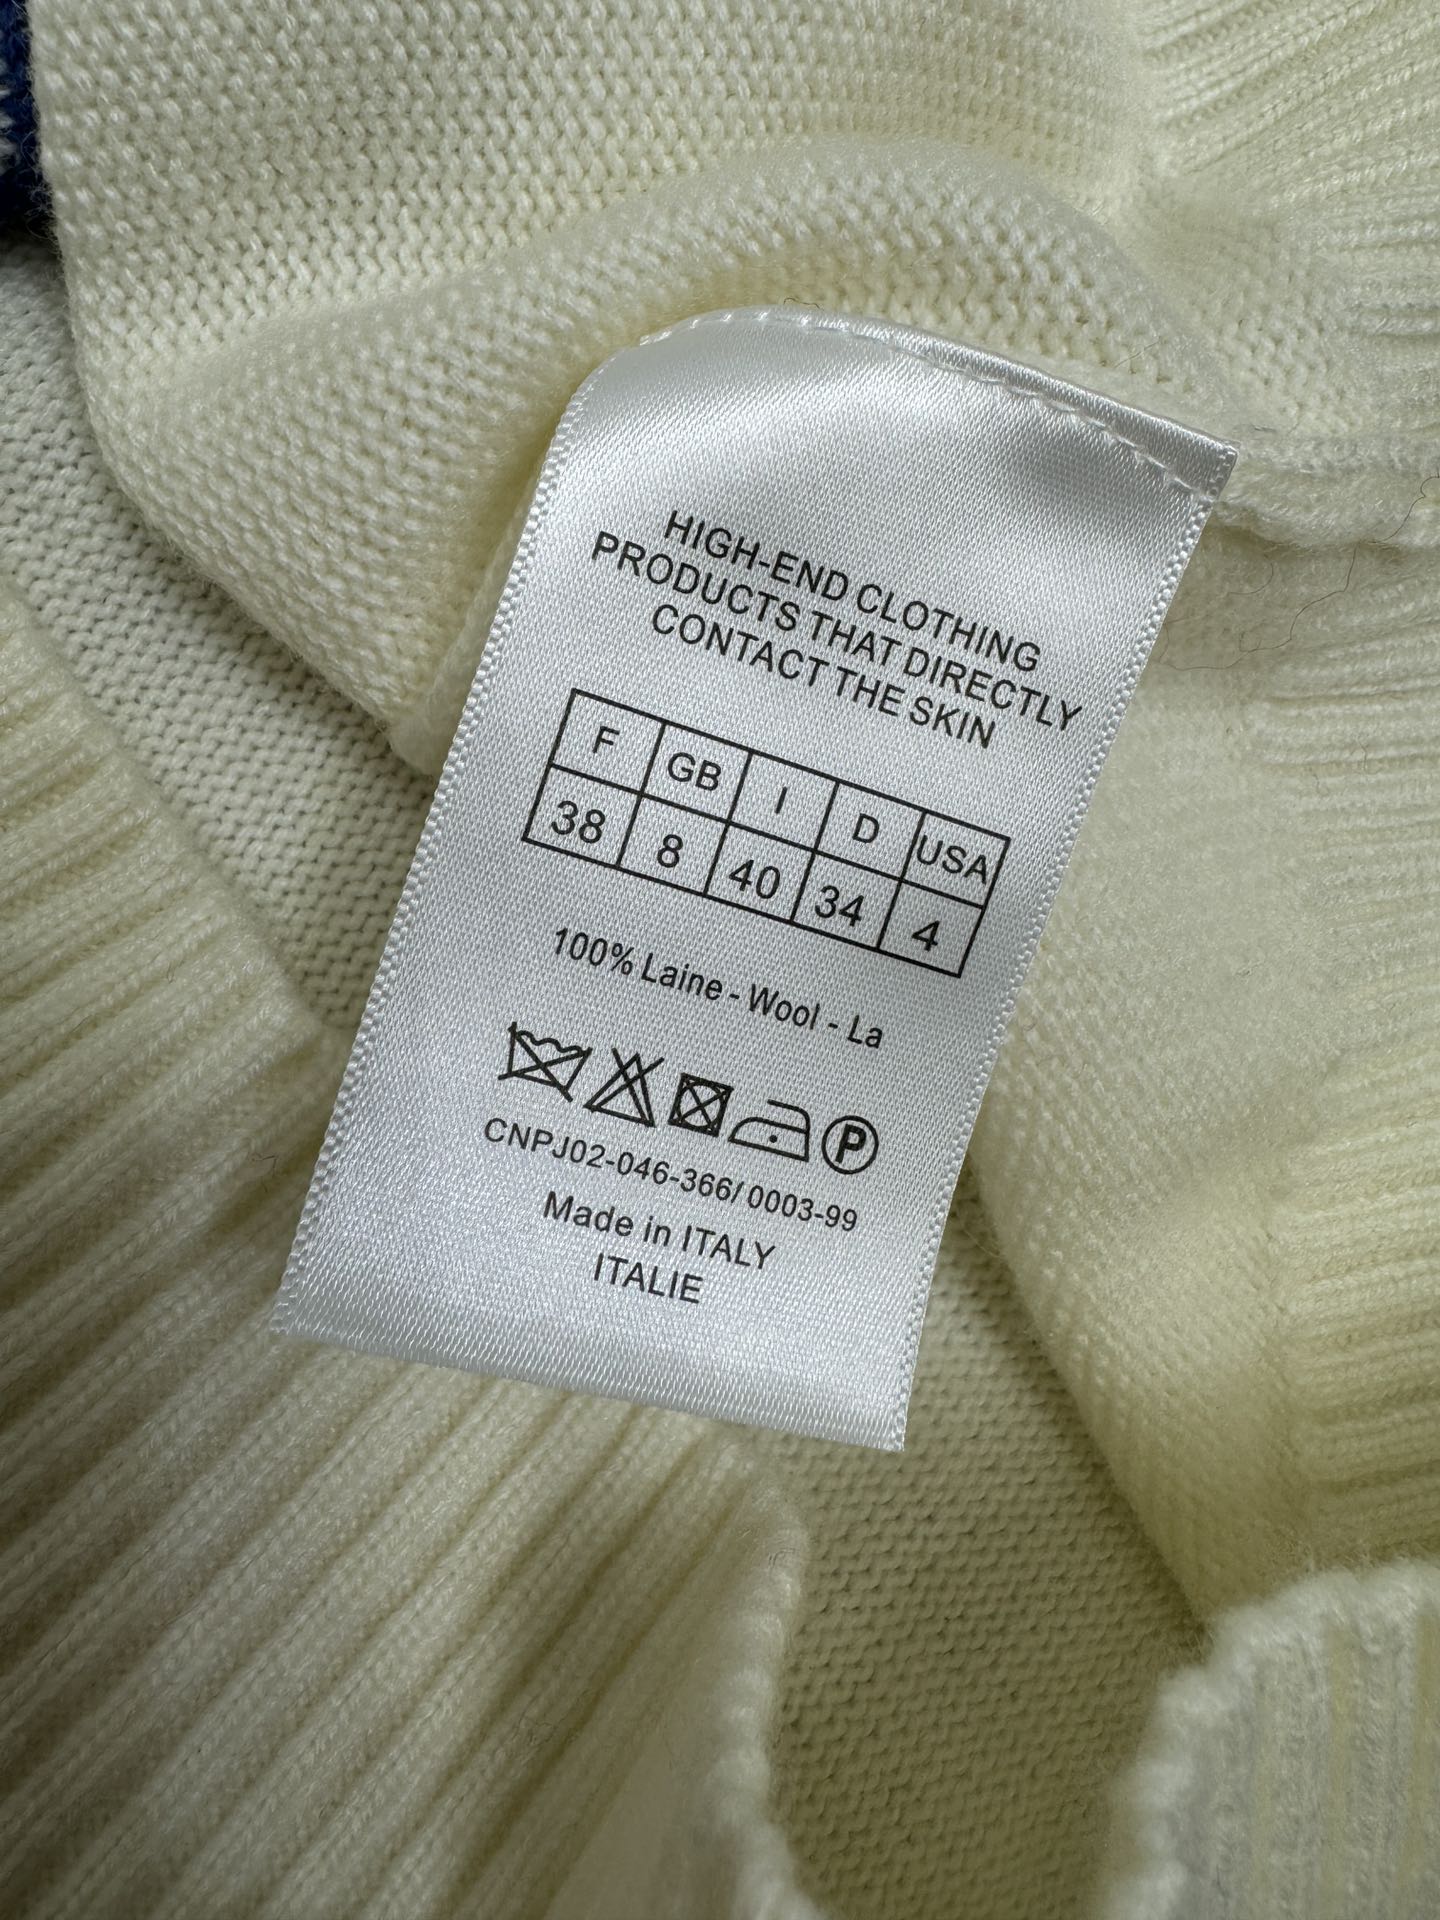 HIGH-END CLOTHING
PRODUCTS THAT DIRECTLY
CONTACT THE SKIN
F GB I D USA
38 8 40 34 4
100% Laine - Wool - La
P
CNPJ02-046-366/ 0003-99
Made in ITALY
ITALIE